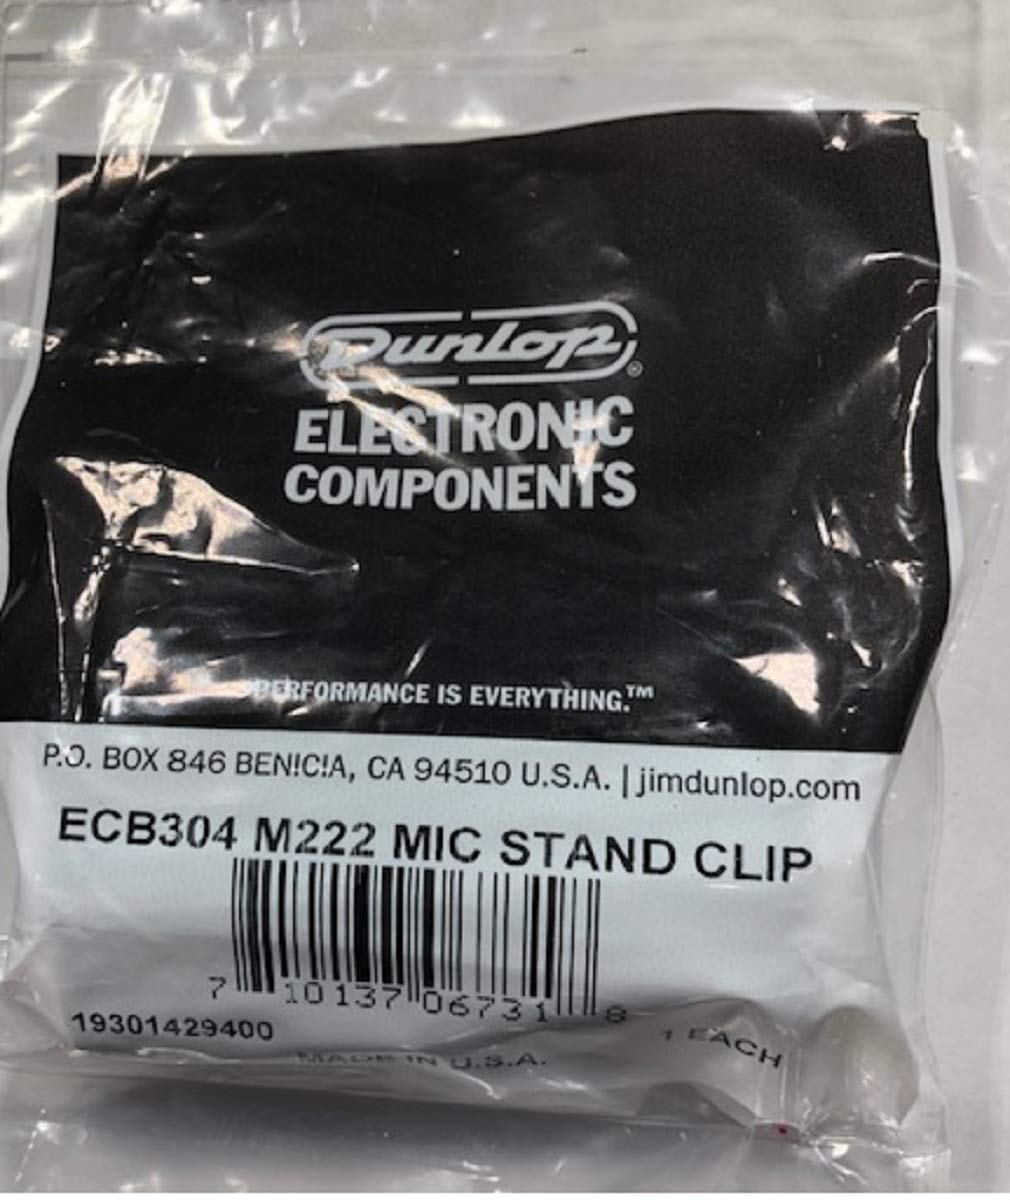 Dunlop®
ELECTRONIC
COMPONENTS
PERFORMANCE IS EVERYTHING.™
P.O. BOX 846 BENICIA, CA 94510 U.S.A. | jimdunlop.com
ECB304 M222 MIC STAND CLIP
7 10137 06731 8
19301429400
1 EACH
MADE IN U.S.A.